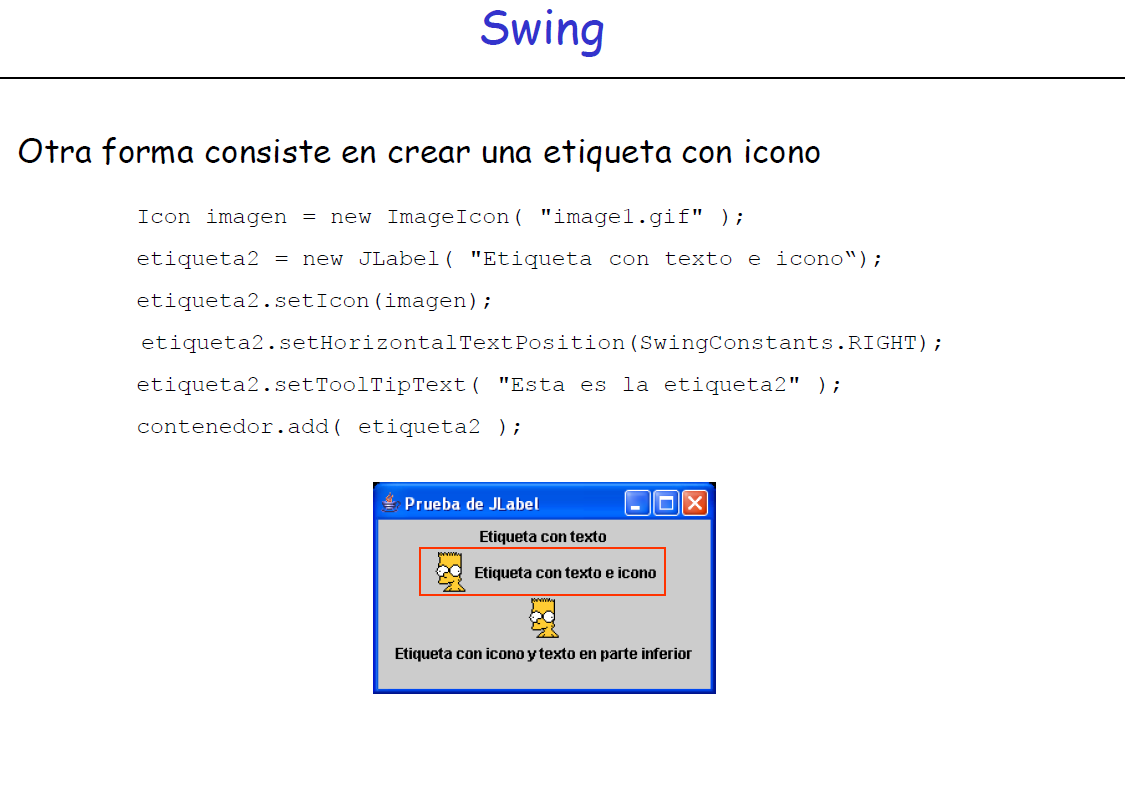 Swing
Otra forma consiste en crear una etiqueta con icono
Icon imagen = new ImageIcon( "image1.gif" );
etiqueta2 = new JLabel( "Etiqueta con texto e icono“);
etiqueta2.setIcon(imagen);
etiqueta2.setHorizontalTextPosition(SwingConstants.RIGHT);
etiqueta2.setToolTipText( "Esta es la etiqueta2" );
contenedor.add( etiqueta2 );
Prueba de JLabel
Etiqueta con texto
Etiqueta con texto e icono
Etiqueta con icono y texto en parte inferior